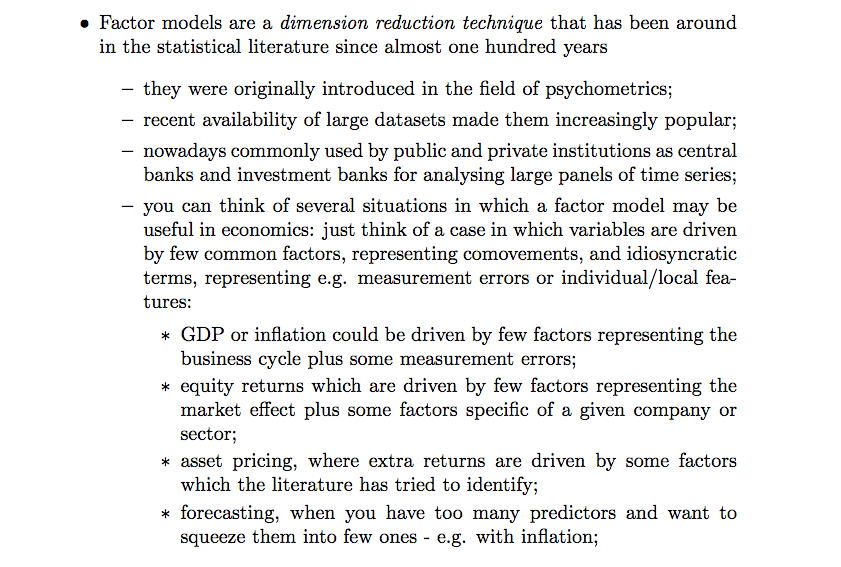 • Factor models are a dimension reduction technique that has been around
in the statistical literature since almost one hundred years
– they were originally introduced in the field of psychometrics;
– recent availability of large datasets made them increasingly popular;
– nowadays commonly used by public and private institutions as central
banks and investment banks for analysing large panels of time series;
– you can think of several situations in which a factor model may be
useful in economics: just think of a case in which variables are driven
by few common factors, representing comovements, and idiosyncratic
terms, representing e.g. measurement errors or individual/local fea-
tures:
∗ GDP or inflation could be driven by few factors representing the
business cycle plus some measurement errors;
∗ equity returns which are driven by few factors representing the
market effect plus some factors specific of a given company or
sector;
∗ asset pricing, where extra returns are driven by some factors
which the literature has tried to identify;
∗ forecasting, when you have too many predictors and want to
squeeze them into few ones - e.g. with inflation;